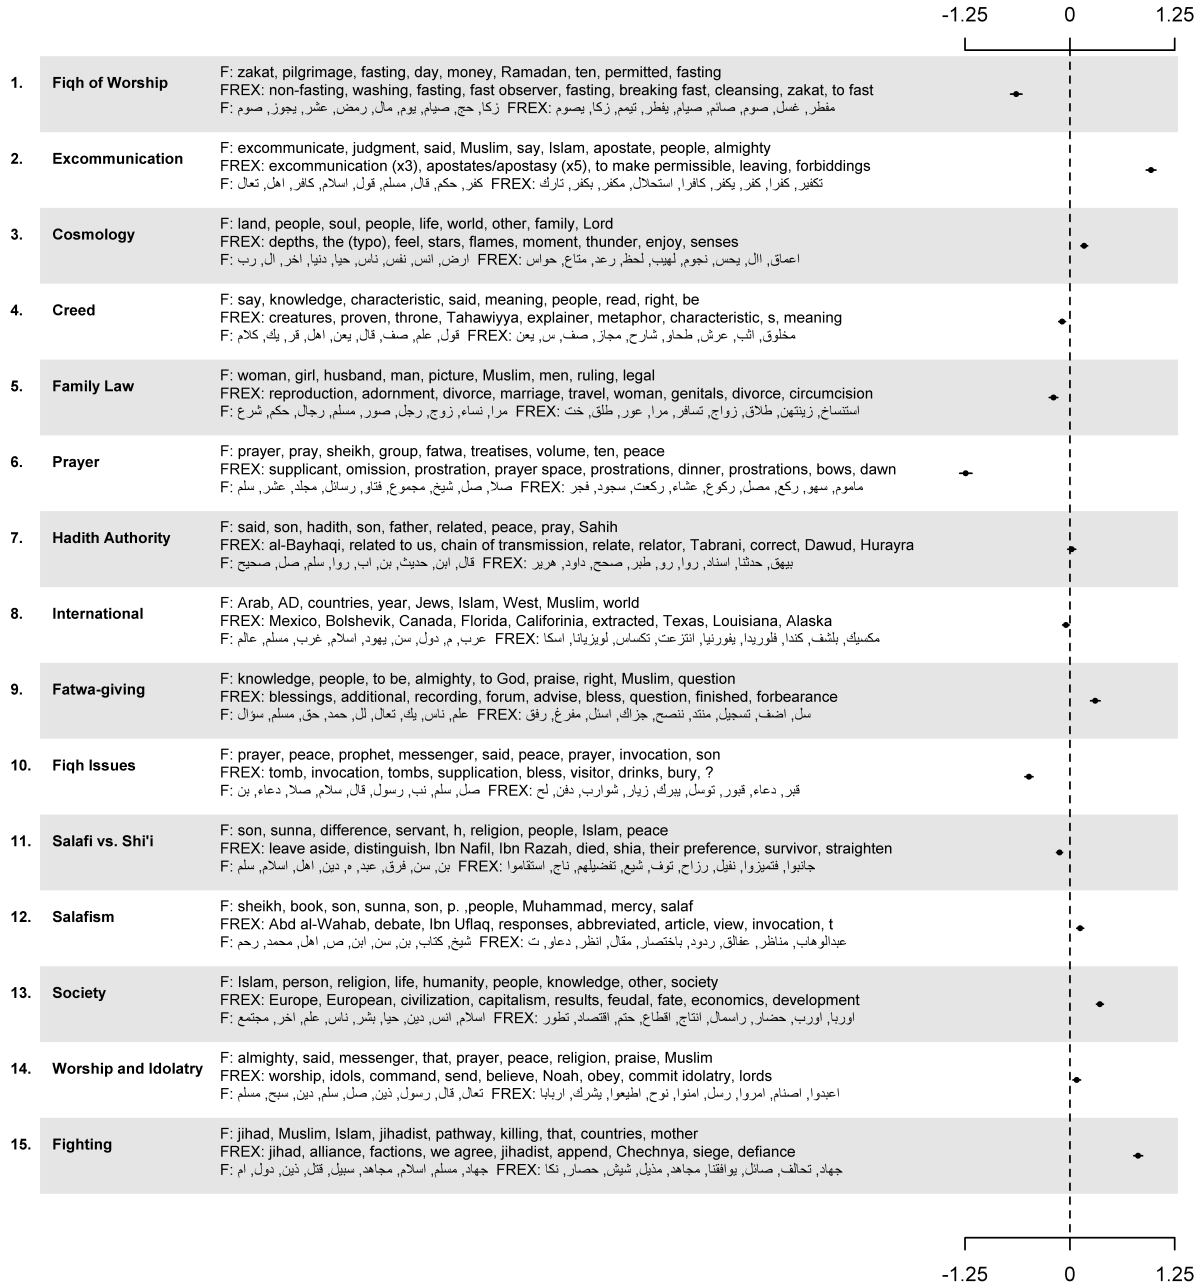 -1.25 0 1.25
1. Fiqh of Worship
F: zakat, pilgrimage, fasting, day, money, Ramadan, ten, permitted, fasting
FREX: non-fasting, washing, fasting, fast observer, fasting, breaking fast, cleansing, zakat, to fast
F: زكا, حج, صيام, يوم, مال, رمض, عشر, يجوز, صوم FREX: مفطر, غسل, صوم, صائم, صيام, يفطر, تيمم, زكا, يصوم
2. Excommunication
F: excommunicate, judgment, said, Muslim, say, Islam, apostate, people, almighty
FREX: excommunication (x3), apostates/apostasy (x5), to make permissible, leaving, forbiddings
F: كفر, حكم, قال, مسلم, قول, اسلام, كافر, اهل, تعال FREX: تكفير, كفرا, كفر, يكفر, كافرا, استحلال, مكفر, بكفر, تارك
3. Cosmology
F: land, people, soul, people, life, world, other, family, Lord
FREX: depths, the (typo), feel, stars, flames, moment, thunder, enjoy, senses
F: ارض, انس, نفس, ناس, حيا, دنيا, اخر, ال, رب FREX: اعماق, اال, يحس, نجوم, لهيب, لحظ, رعد, متاع, حواس
4. Creed
F: say, knowledge, characteristic, said, meaning, people, read, right, be
FREX: creatures, proven, throne, Tahawiyya, explainer, metaphor, characteristic, s, meaning
F: قول, علم, صف, قال, يعن, اهل, قر, يك, كلام FREX: مخلوق, اثب, عرش, طحاو, شارح, مجاز, صف, س, يعن
5. Family Law
F: woman, girl, husband, man, picture, Muslim, men, ruling, legal
FREX: reproduction, adornment, divorce, marriage, travel, woman, genitals, divorce, circumcision
F: مرا, نساء, زوج, رجل, صور, مسلم, رجال, حكم, شرع FREX: استنساخ, زينتهن, طلاق, زواج, تسافر, مرا, عور, طلق, خت
6. Prayer
F: prayer, pray, sheikh, group, fatwa, treatises, volume, ten, peace
FREX: supplicant, omission, prostration, prayer space, prostrations, dinner, prostrations, bows, dawn
F: صلا, صل, شيخ, مجموع, فتاو, رسائل, مجلد, عشر, سلم FREX: ماموم, سهو, ركع, مصل, ركوع, عشاء, ركعت, سجود, فجر
7. Hadith Authority
F: said, son, hadith, son, father, related, peace, pray, Sahih
FREX: al-Bayhaqi, related to us, chain of transmission, relate, relator, Tabrani, correct, Dawud, Hurayra
F: قال, ابن, حديث, بن, اب, روا, سلم, صل, صحيح FREX: بيهق, حدثنا, اسناد, روا, رو, طبر, صحح, داود, هرير
8. International
F: Arab, AD, countries, year, Jews, Islam, West, Muslim, world
FREX: Mexico, Bolshevik, Canada, Florida, Califorinia, extracted, Texas, Louisiana, Alaska
F: عرب, م, دول, سن, يهود, اسلام, غرب, مسلم, عالم FREX: مكسيك, بلشف, كندا, فلوريدا, يفورنيا, انتزعت, تكساس, لويزيانا, اسكا
9. Fatwa-giving
F: knowledge, people, to be, almighty, to God, praise, right, Muslim, question
FREX: blessings, additional, recording, forum, advise, bless, question, finished, forbearance
F: علم, ناس, يك, تعال, لل, حمد, حق, مسلم, سؤال FREX: سل, اضف, تسجيل, منتد, ننصح, جزاك, اسئل, مفرغ, رفق
10. Fiqh Issues
F: prayer, peace, prophet, messenger, said, peace, prayer, invocation, son
FREX: tomb, invocation, tombs, supplication, bless, visitor, drinks, bury, ?
F: صل, سلم, نب, رسول, قال, سلام, صلا, دعاء, بن FREX: قبر, دعاء, قبور, توسل, يبرك, زيار, شوارب, دفن, لح
11. Salafi vs. Shi'i
F: son, sunna, difference, servant, h, religion, people, Islam, peace
FREX: leave aside, distinguish, Ibn Nafil, Ibn Razah, died, shia, their preference, survivor, straighten
F: بن, سن, فرق, عبد, ه, دين, اهل, اسلام, سلم FREX: جانبوا, فتميزوا, نفيل, رزاح, توف, شيع, تفضيلهم, ناج, استقاموا
12. Salafism
F: sheikh, book, son, sunna, son, p. ,people, Muhammad, mercy, salaf
FREX: Abd al-Wahab, debate, Ibn Uflaq, responses, abbreviated, article, view, invocation, t
F: شيخ, كتاب, بن, سن, ابن, ص, اهل, محمد, رحم FREX: عبدالوهاب, مناظر, عفالق, ردود, باختصار, مقال, انظر, دعاو, ت
13. Society
F: Islam, person, religion, life, humanity, people, knowledge, other, society
FREX: Europe, European, civilization, capitalism, results, feudal, fate, economics, development
F: اسلام, انس, دين, حيا, بشر, ناس, علم, اخر, مجتمع FREX: اوربا, اورب, حضار, راسمال, انتاج, اقطاع, حتم, اقتصاد, تطور
14. Worship and Idolatry
F: almighty, said, messenger, that, prayer, peace, religion, praise, Muslim
FREX: worship, idols, command, send, believe, Noah, obey, commit idolatry, lords
F: تعال, قال, رسول, ذين, صل, سلم, دين, سبح, مسلم FREX: اعبدوا, اصنام, امروا, رسل, امنوا, نوح, اطيعوا, يشرك, اربابا
15. Fighting
F: jihad, Muslim, Islam, jihadist, pathway, killing, that, countries, mother
FREX: jihad, alliance, factions, we agree, jihadist, append, Chechnya, siege, defiance
F: جهاد, مسلم, اسلام, مجاهد, سبيل, قتل, ذين, دول, ام FREX: جهاد, تحالف, صائل, يوافقنا, مجاهد, مذيل, شيش, حصار, نكا
-1.25 0 1.25